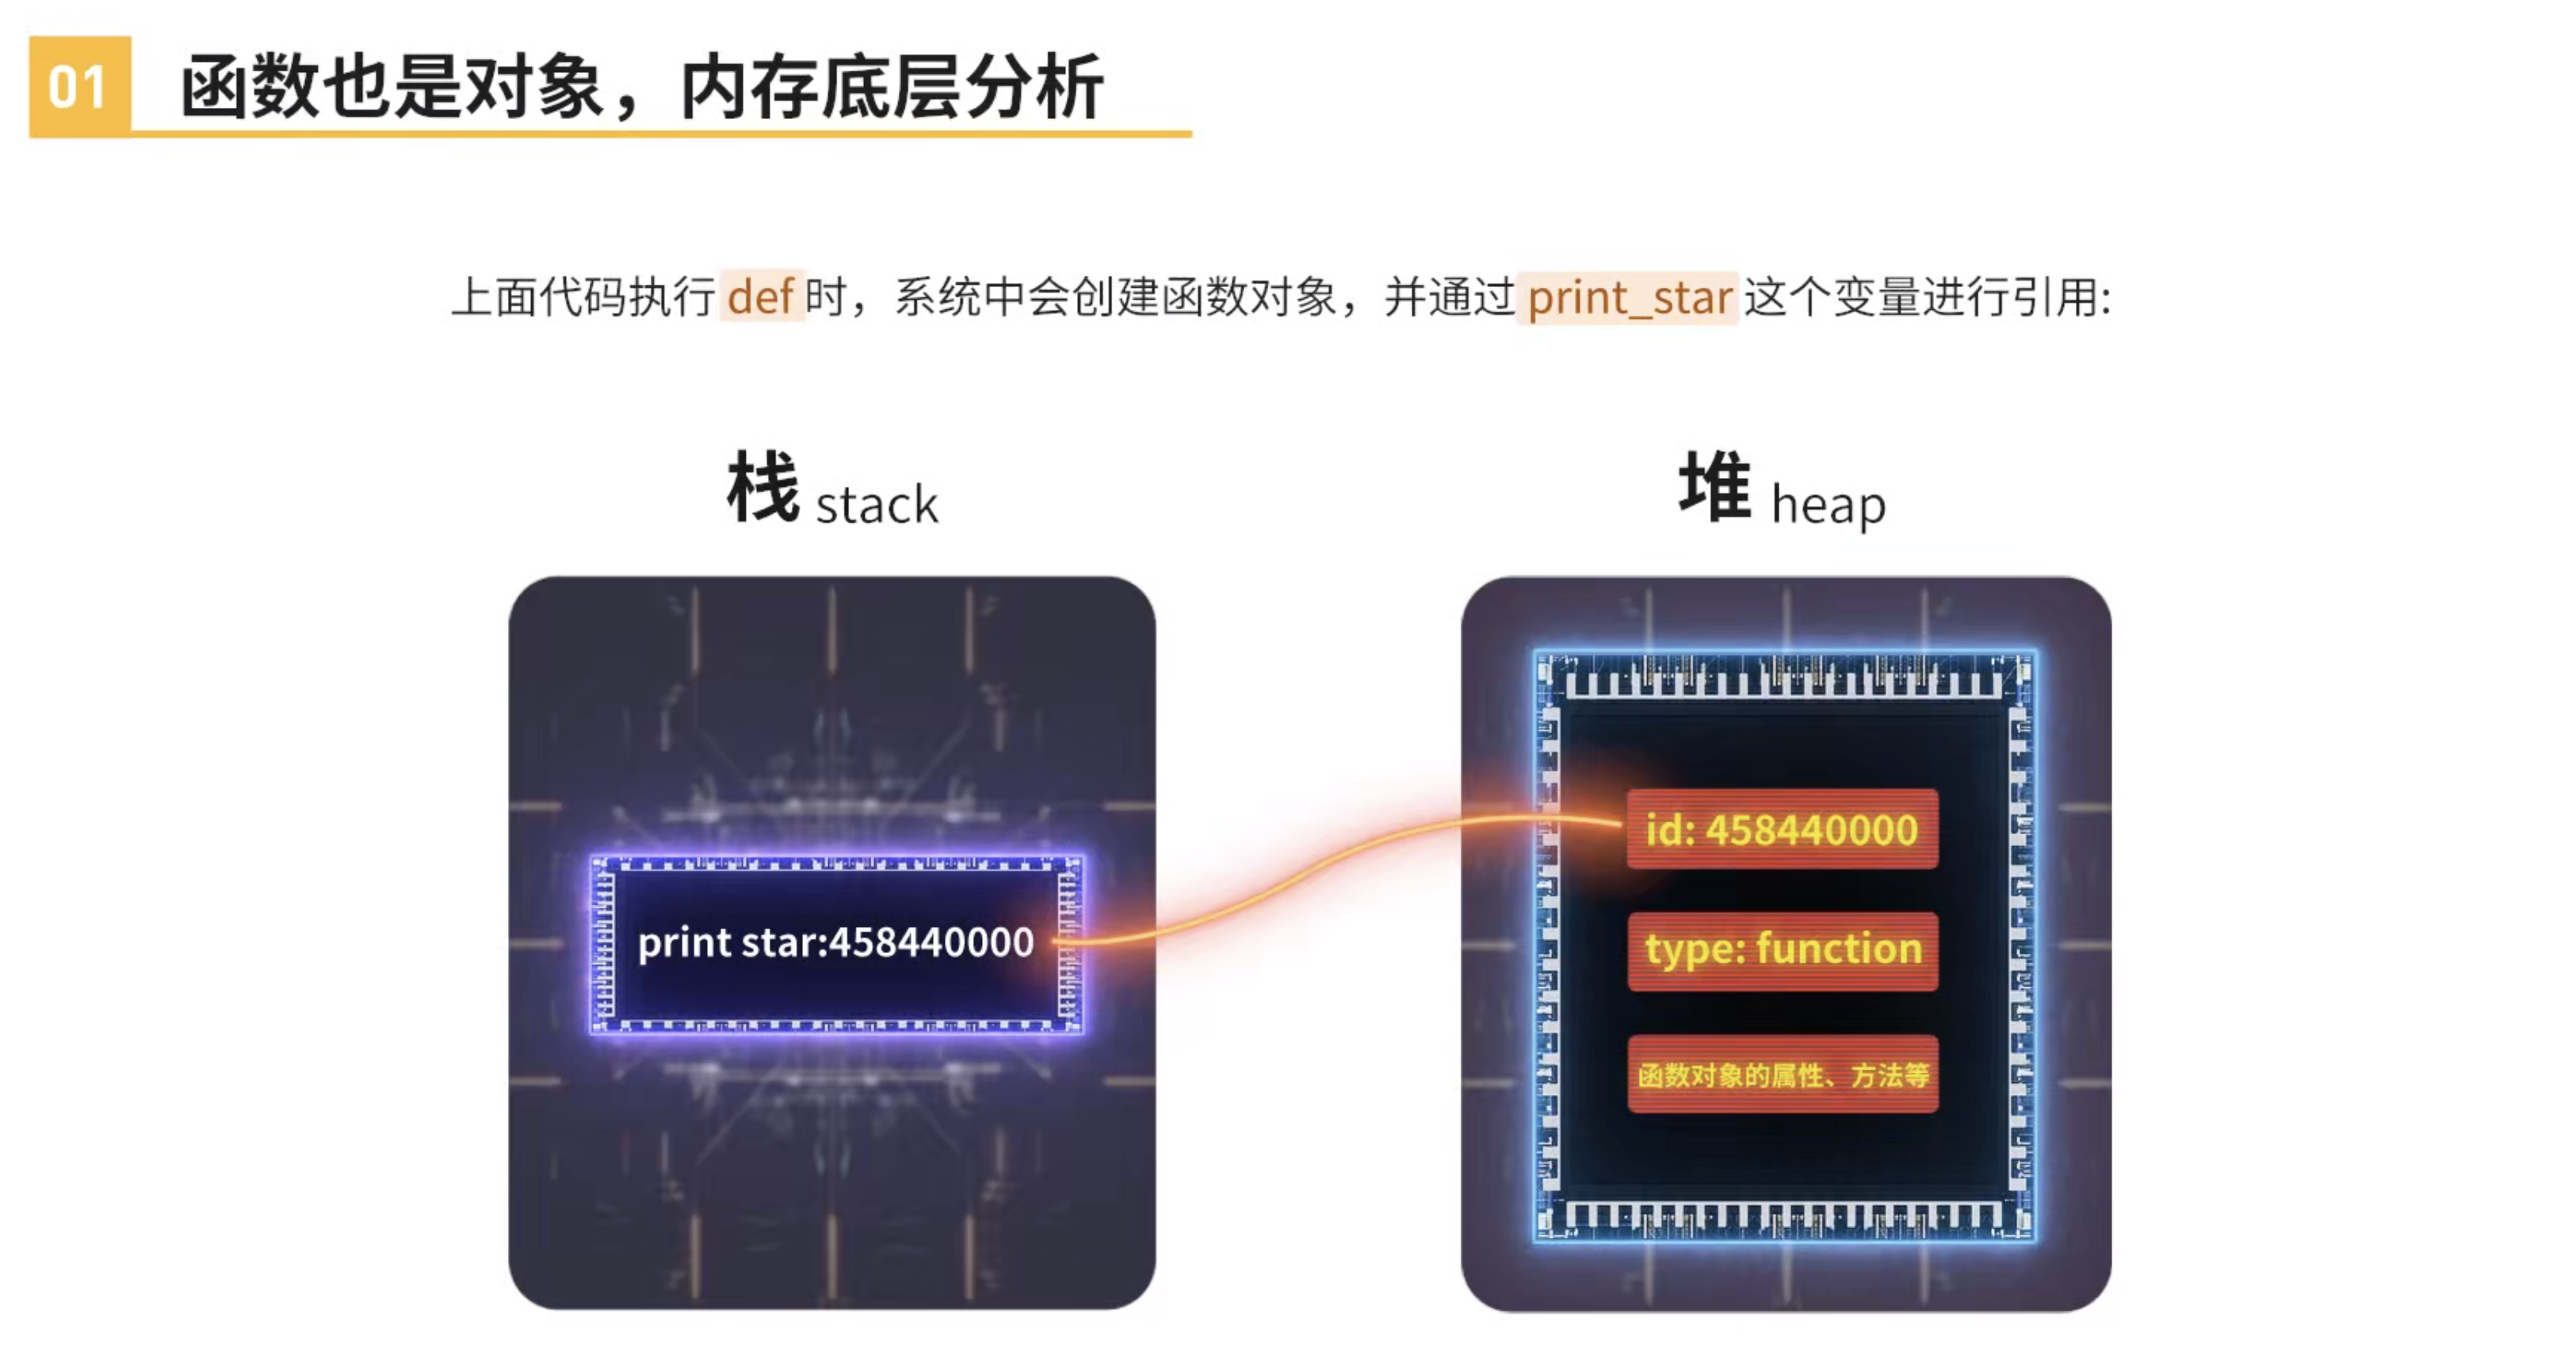 01 函数也是对象，内存底层分析
上面代码执行 def 时，系统中会创建函数对象，并通过 print_star 这个变量进行引用:
栈 stack
堆 heap
print star:458440000
id: 458440000
type: function
函数对象的属性、方法等